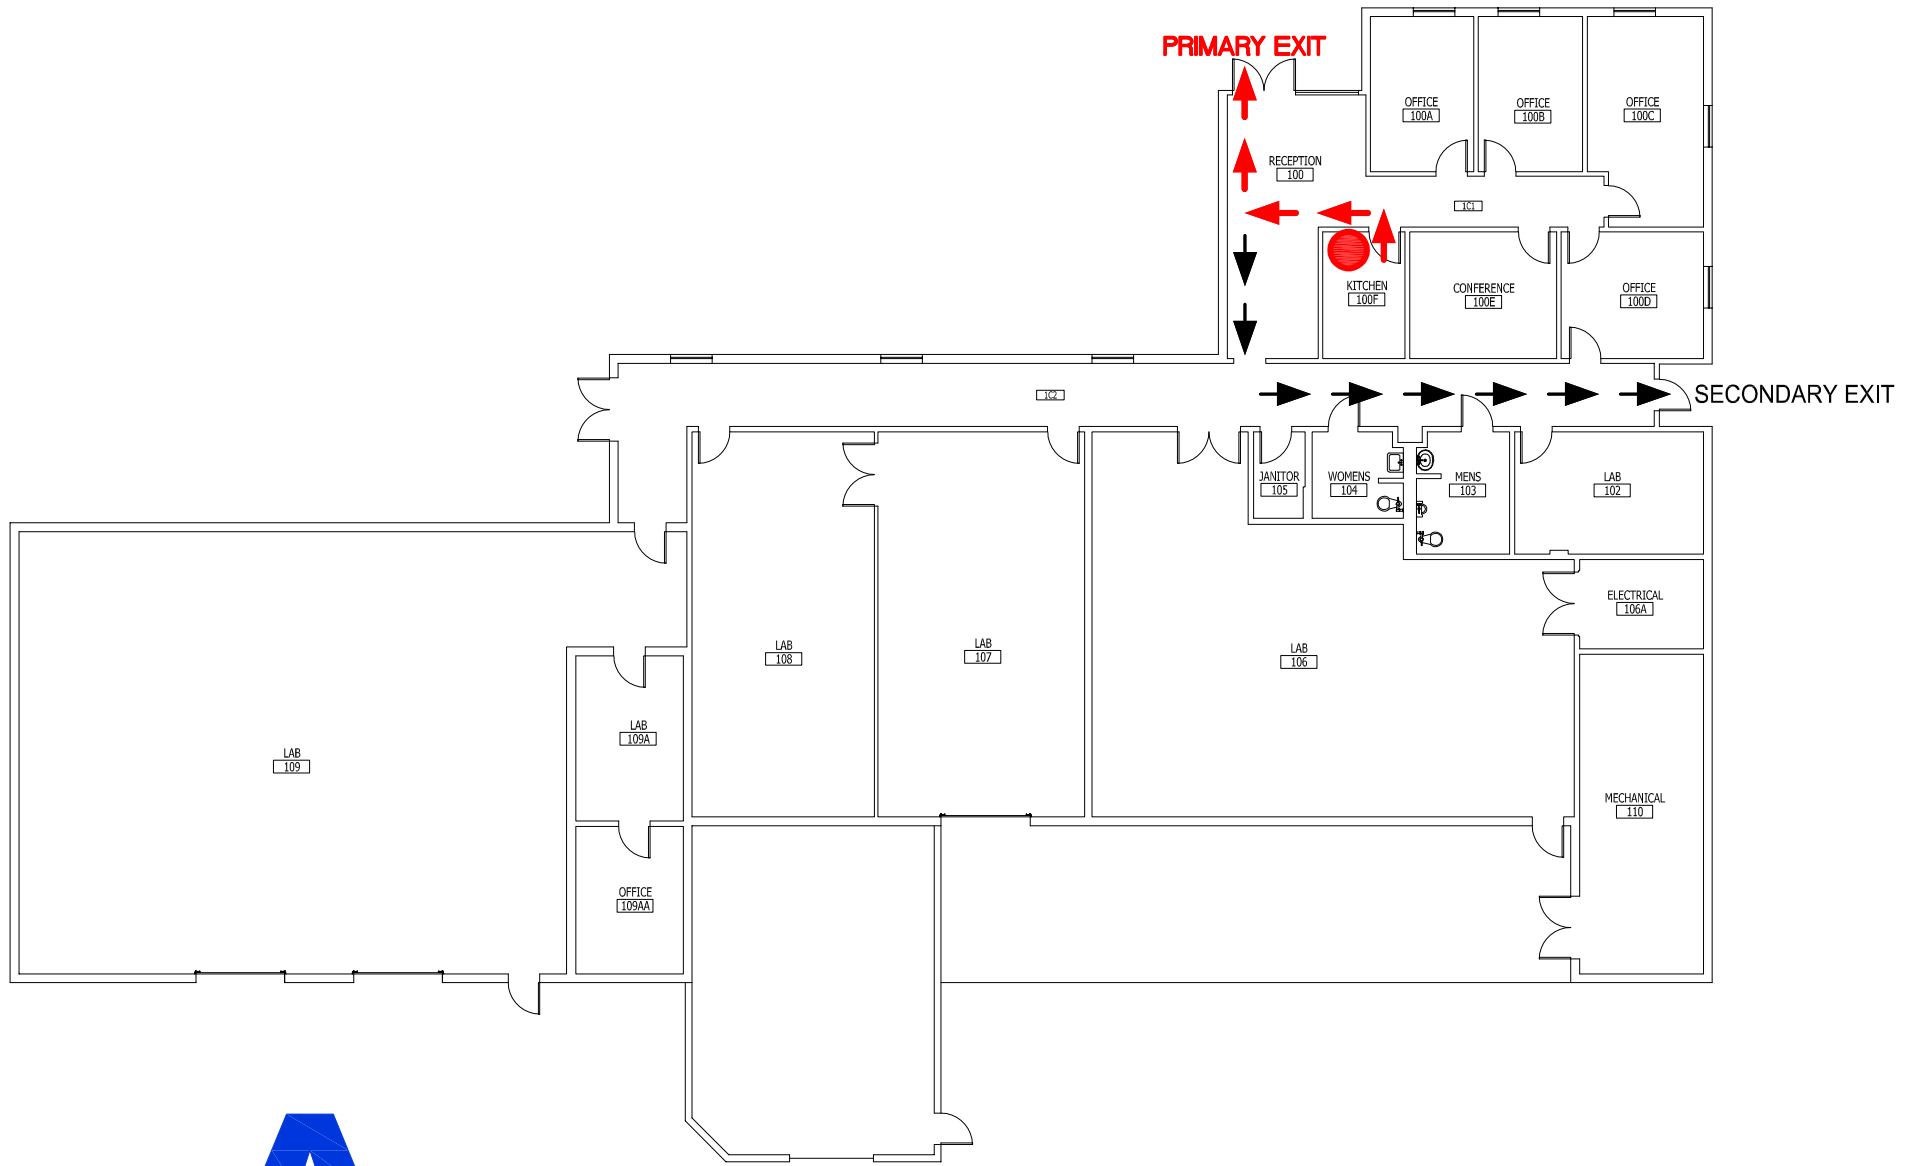 PRIMARY EXIT
OFFICE
100A
OFFICE
100B
OFFICE
100C
RECEPTION
100
1C1
KITCHEN
100F
CONFERENCE
100E
OFFICE
100D
1C2
SECONDARY EXIT
JANITOR
105
WOMENS
104
MENS
103
LAB
102
ELECTRICAL
106A
LAB
108
LAB
107
LAB
106
LAB
109A
LAB
109
MECHANICAL
110
OFFICE
109AA